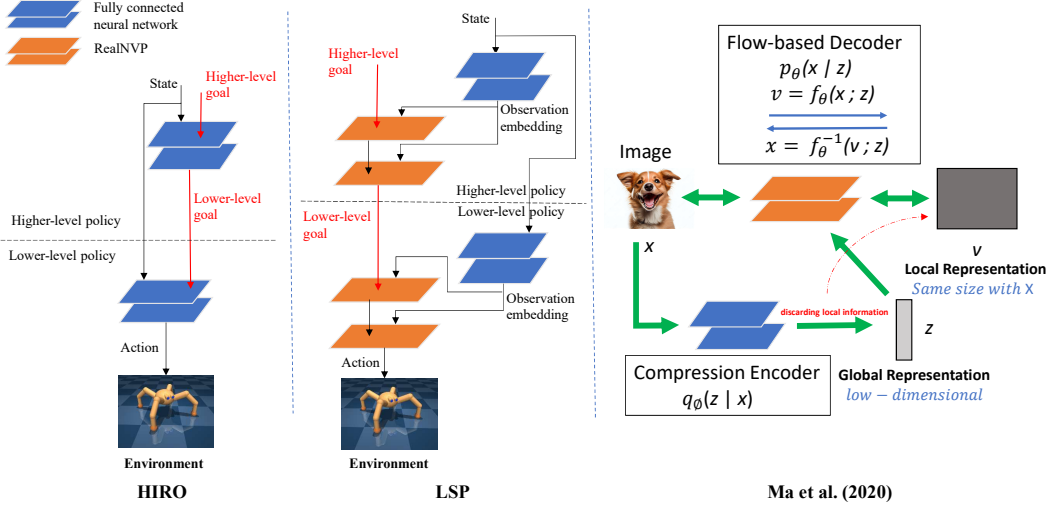 Fully connected
neural network
RealNVP
State
Higher-level
goal
Lower-level
goal
Higher-level policy
Lower-level policy
Action
Environment
HIRO
State
Higher-level
goal
Observation
embedding
Higher-level policy
Lower-level policy
Lower-level
goal
Observation
embedding
Action
Environment
LSP
Flow-based Decoder
pθ(x | z)
v = fθ(x ; z)
x = fθ⁻¹(v ; z)
Image
x
v
Local Representation
Same size with X
discarding local information
z
Global Representation
low − dimensional
Compression Encoder
q∅(z | x)
Ma et al. (2020)